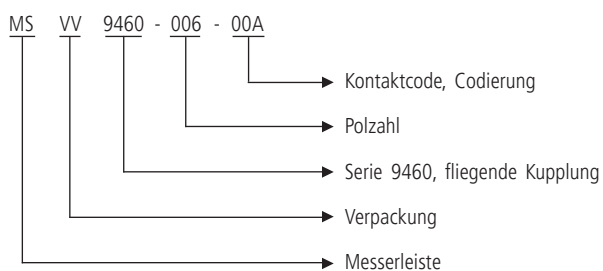 MS VV 9460 - 006 - 00A
Kontaktcode, Codierung
Polzahl
Serie 9460, fliegende Kupplung
Verpackung
Messerleiste